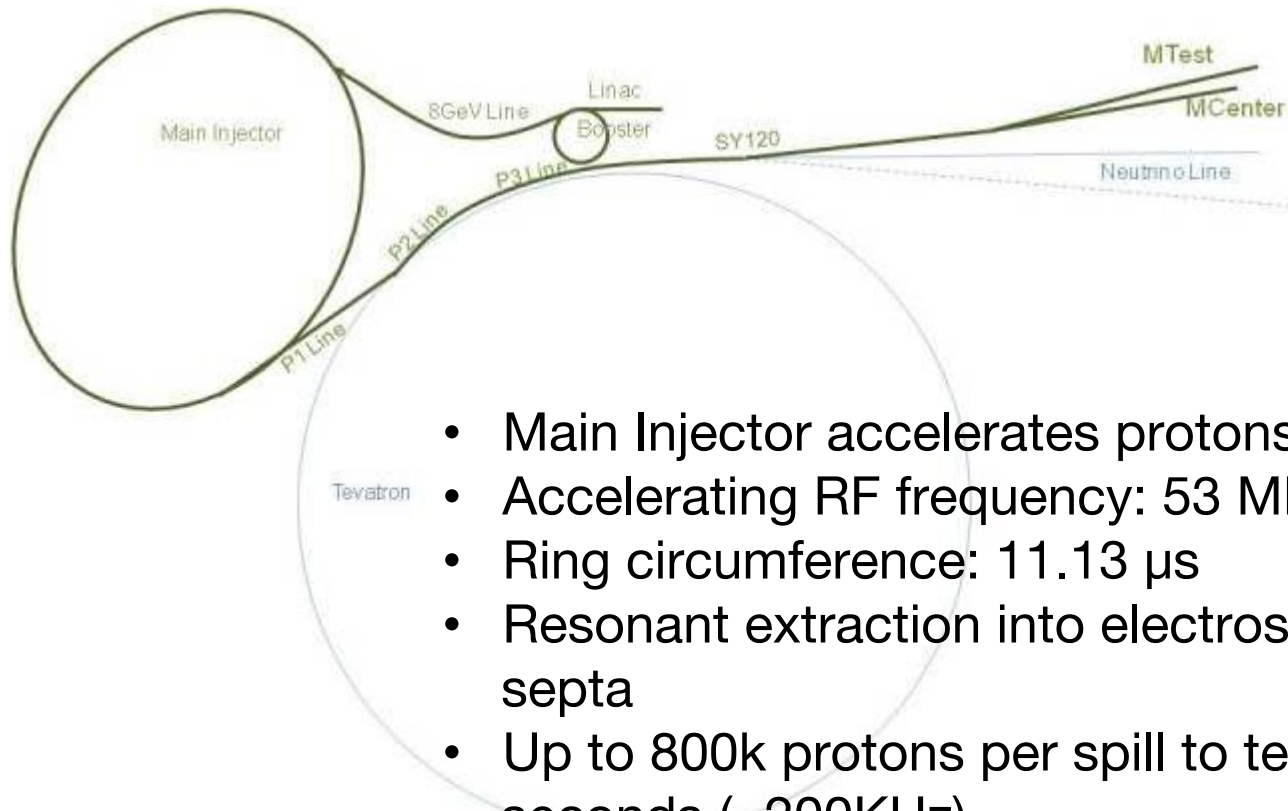 MTest
Linac
MCenter
8GeV Line
Main Injector
Booster
SY120
P3 Line
Neutrino Line
P2 Line
P1 Line
Tevatron
• Main Injector accelerates protons
• Accelerating RF frequency: 53
• Ring circumference: 11.13 µs
• Resonant extraction into
septa
• Up to 800k protons per spill to